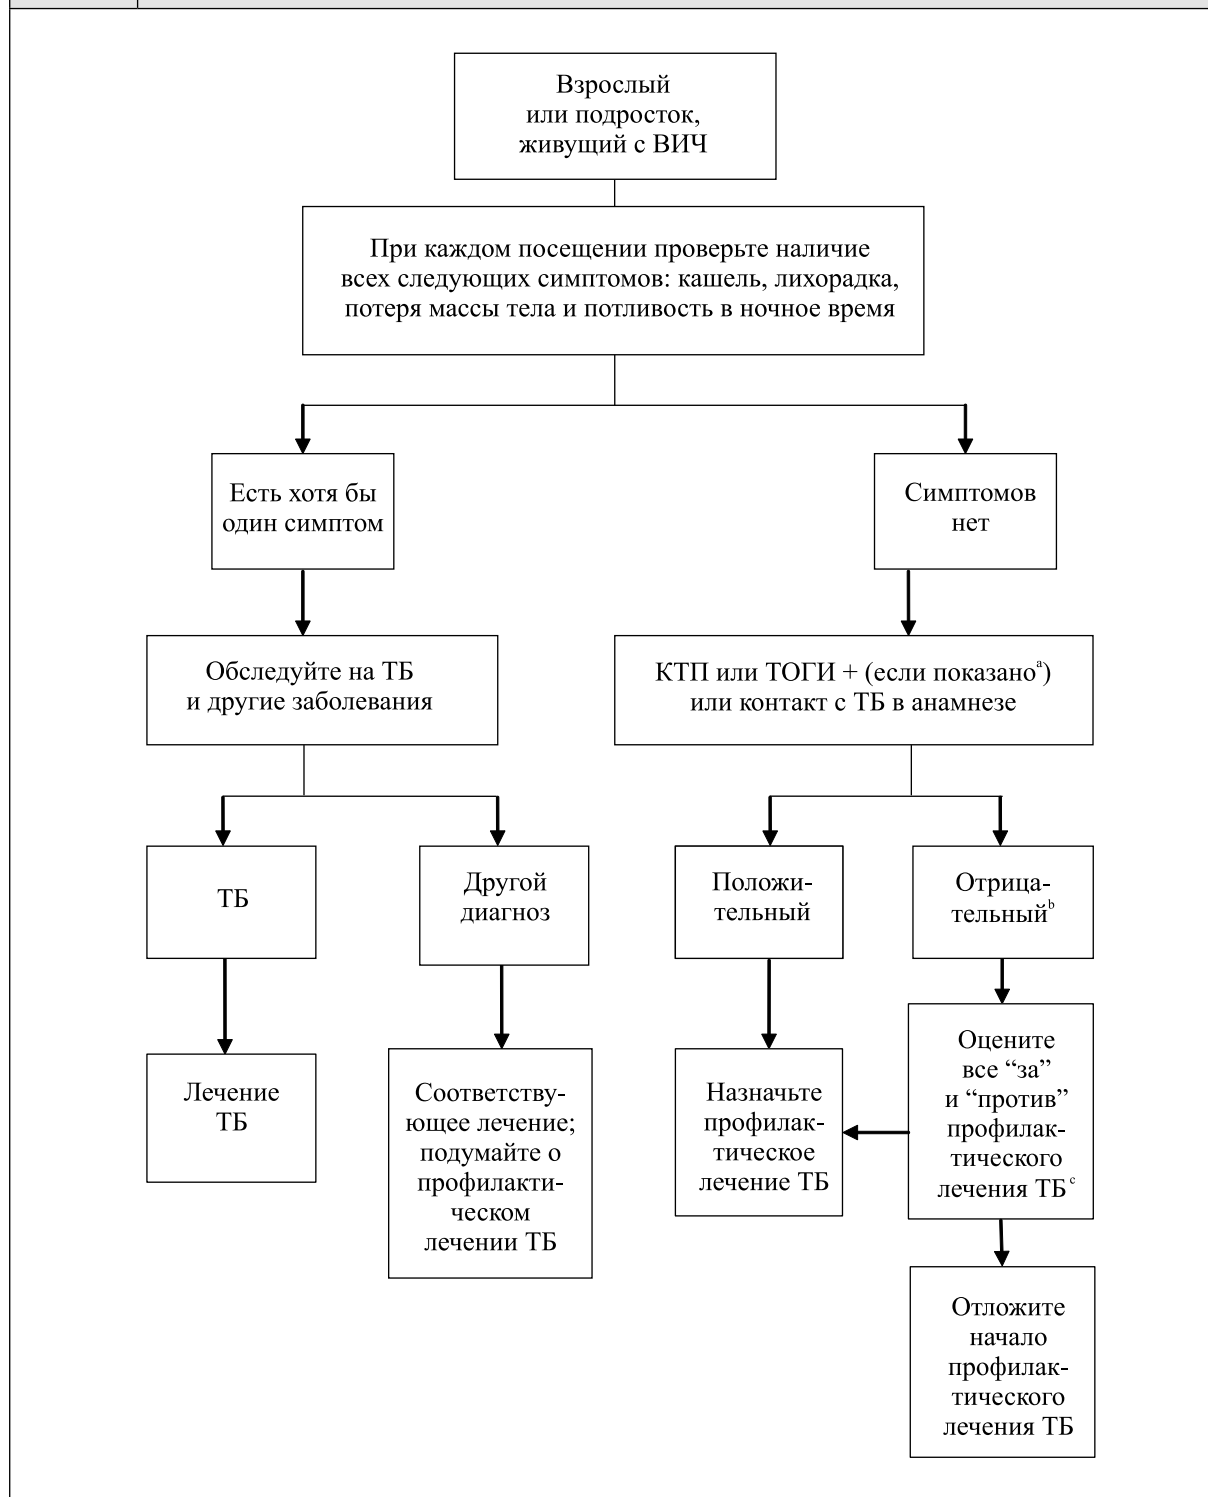 Взрослый
или подросток,
живущий с ВИЧ
При каждом посещении проверьте наличие
всех следующих симптомов: кашель, лихорадка,
потеря массы тела и потливость в ночное время
Есть хотя бы
один симптом
Симптомов
нет
Обследуйте на ТБ
и другие заболевания
КТП или ТОГИ + (если показаноª)
или контакт с ТБ в анамнезе
ТБ
Другой
диагноз
Положи-
тельный
Отрица-
тельныйᵇ
Лечение
ТБ
Соответству-
ющее лечение;
подумайте о
профилакти-
ческом
лечении ТБ
Назначьте
профилак-
тическое
лечение ТБ
Оцените
все “за”
и “против”
профилак-
тического
лечения ТБᶜ
Отложите
начало
профилак-
тического
лечения ТБ